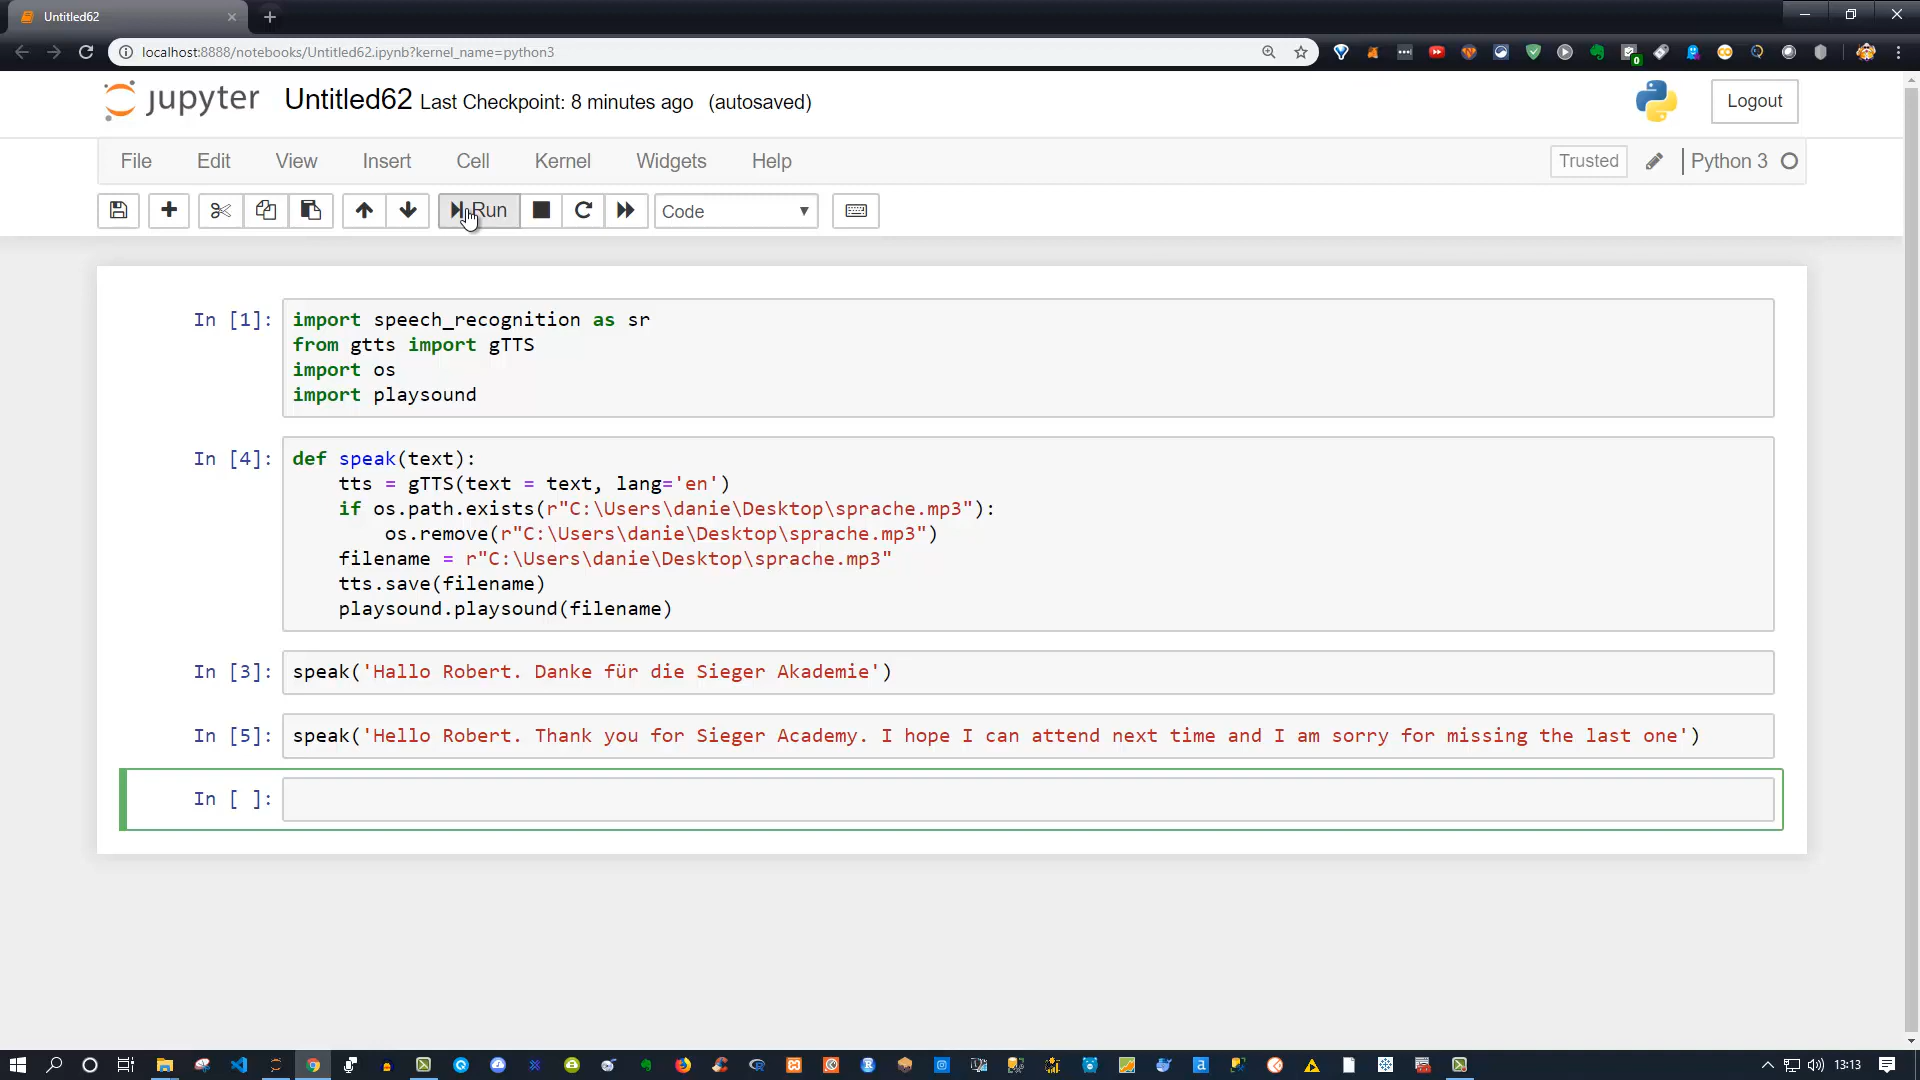 Untitled62
localhost:8888/notebooks/Untitled62.ipynb?kernel_name=python3
0
jupyter Untitled62 Last Checkpoint: 8 minutes ago (autosaved)
Logout
File Edit View Insert Cell Kernel Widgets Help
Trusted Python 3
Run Code
In [1]: import speech_recognition as sr
from gtts import gTTS
import os
import playsound
In [4]: def speak(text):
    tts = gTTS(text = text, lang='en')
    if os.path.exists(r"C:\Users\danie\Desktop\sprache.mp3"):
        os.remove(r"C:\Users\danie\Desktop\sprache.mp3")
    filename = r"C:\Users\danie\Desktop\sprache.mp3"
    tts.save(filename)
    playsound.playsound(filename)
In [3]: speak('Hallo Robert. Danke für die Sieger Akademie')
In [5]: speak('Hello Robert. Thank you for Sieger Academy. I hope I can attend next time and I am sorry for missing the last one')
In [ ]:
13:13